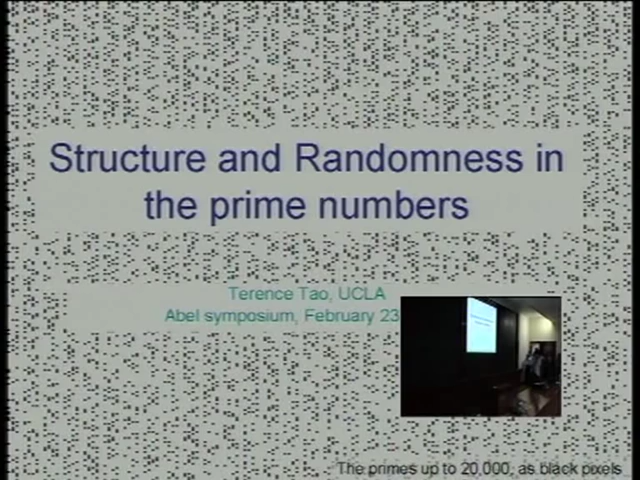 Structure and Randomness in
the prime numbers
Terence Tao, UCLA
Abel symposium, February 23
The primes up to 20,000, as black pixels